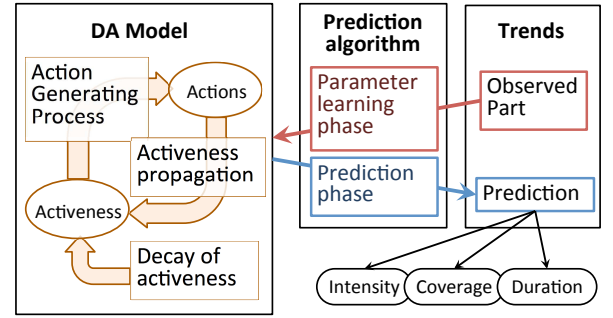 DA Model
Action
Generating
Process
Actions
Activeness
propagation
Activeness
Decay of
activeness
Prediction
algorithm
Parameter
learning
phase
Prediction
phase
Trends
Observed
Part
Prediction
Intensity
Coverage
Duration